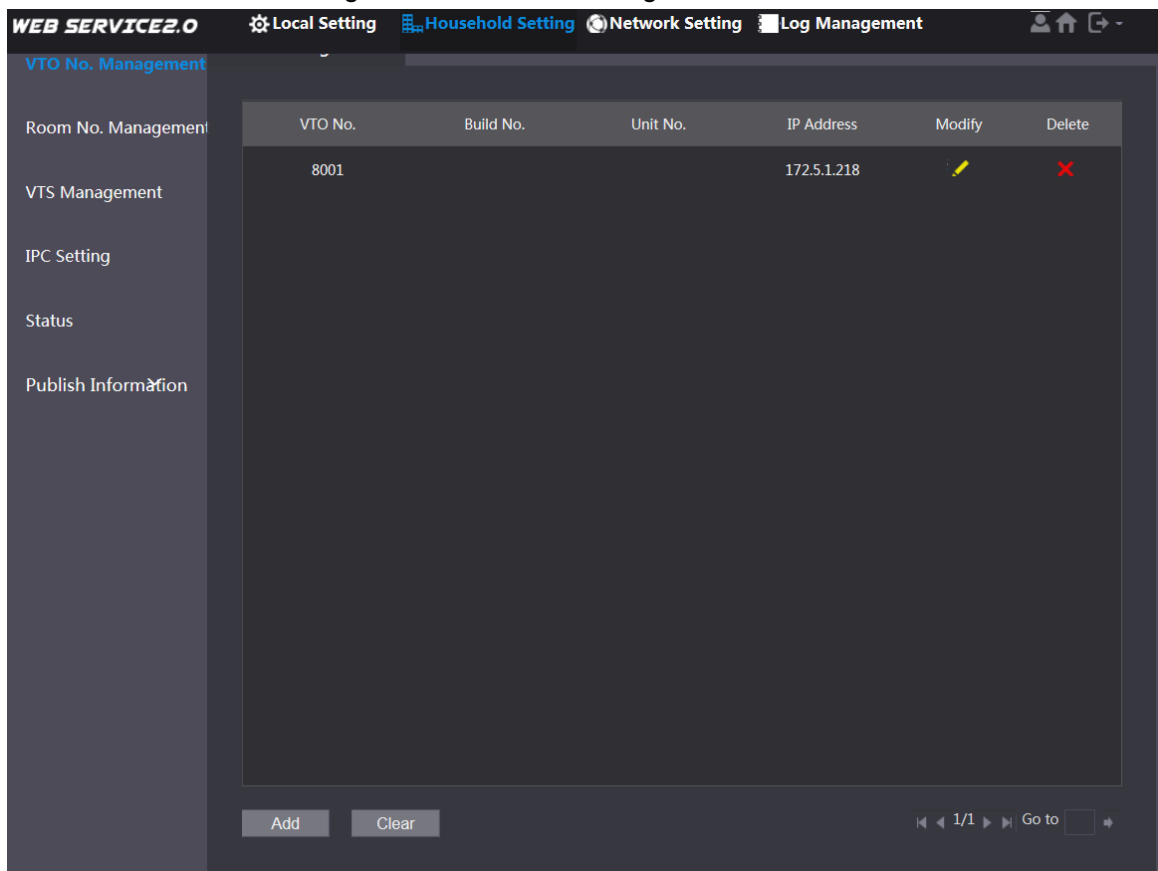 WEB SERVICE2.0 Local Setting Household Setting Network Setting Log Management
VTO No. Management
Room No. Management
VTS Management
IPC Setting
Status
Publish Information
VTO No. Build No. Unit No. IP Address Modify Delete
8001 172.5.1.218
Add Clear 1/1 Go to